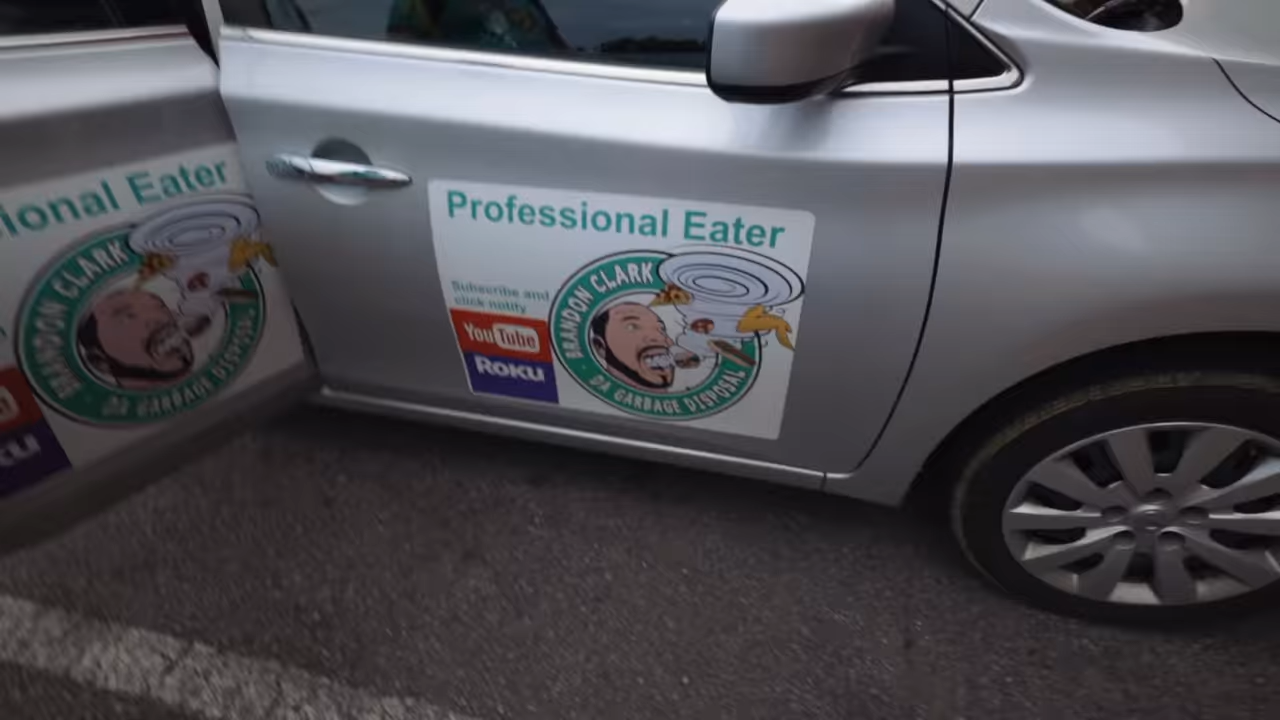 Professional Eater
Subscribe and
click notify
YouTube
ROKU
BRANDON CLARK
DA GARBAGE DISPOSAL
ional Eater
BRANDON CLARK
DA GARBAGE DISPOSAL